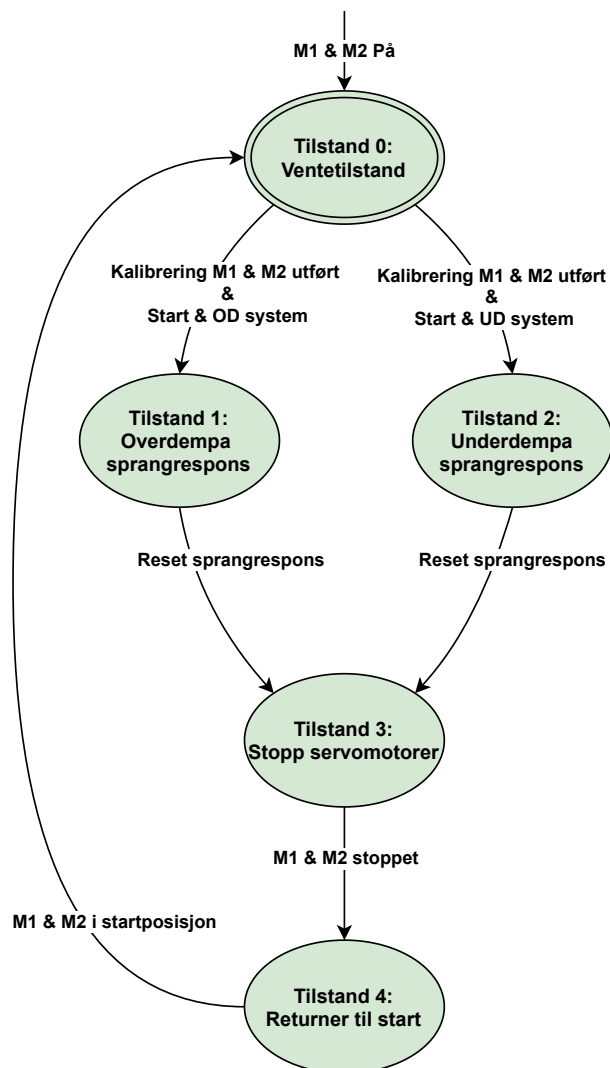 M1 & M2 På
Tilstand 0:
Ventetilstand
Kalibrering M1 & M2 utført
&
Start & OD system
Kalibrering M1 & M2 utført
&
Start & UD system
Tilstand 1:
Overdempa
sprangrespons
Tilstand 2:
Underdempa
sprangrespons
Reset sprangrespons
Reset sprangrespons
Tilstand 3:
Stopp servomotorer
M1 & M2 stoppet
M1 & M2 i startposisjon
Tilstand 4:
Returner til start